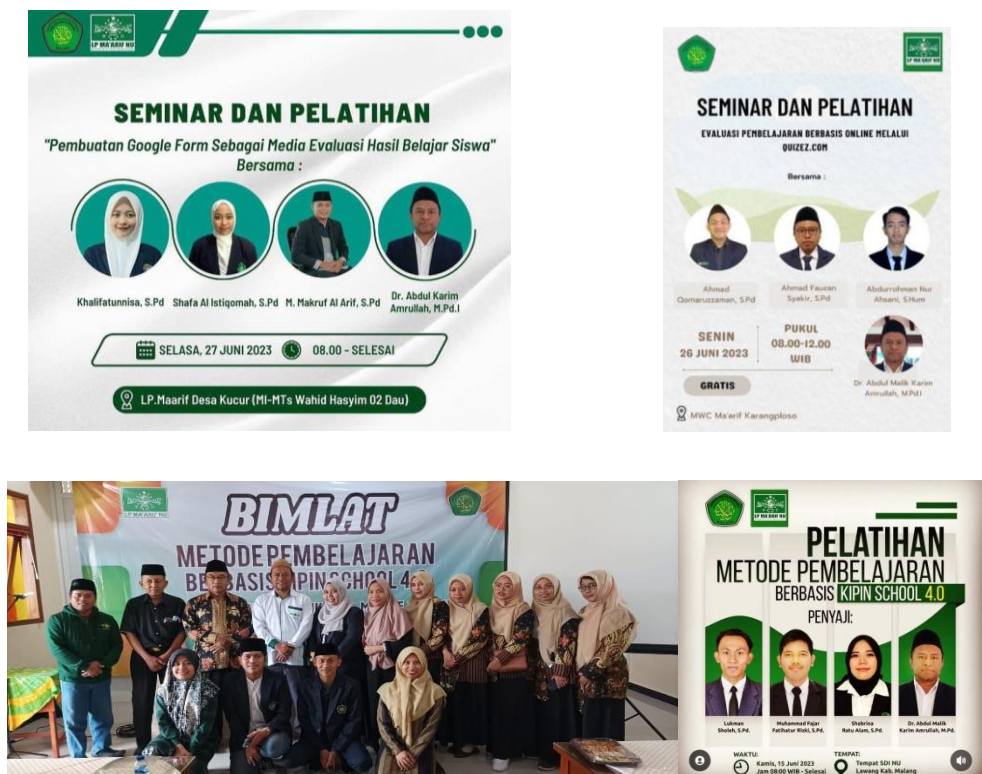 LP MA'ARIF NU
SEMINAR DAN PELATIHAN
"Pembuatan Google Form Sebagai Media Evaluasi Hasil Belajar Siswa"
Bersama :
Khalifatunnisa, S.Pd
Shafa Al Istiqomah, S.Pd
M. Makruf Al Arif, S.Pd
Dr. Abdul Karim
Amrullah, M.Pd.I
SELASA, 27 JUNI 2023
08.00 - SELESAI
LP.Maarif Desa Kucur (MI-MTs Wahid Hasyim 02 Dau)
LP MA'ARIF NU
SEMINAR DAN PELATIHAN
EVALUASI PEMBELAJARAN BERBASIS ONLINE MELALUI
QUIZEZ.COM
Bersama :
Ahmad
Qomaruzzaman, S.Pd
Ahmad Fauzan
Syakir, S.Pd
Abdurrohman Nur
Ahsani, S.Hum
SENIN
26 JUNI 2023
PUKUL
08.00-12.00
WIB
GRATIS
Dr. Abdul Malik Karim
Amrullah, M.Pd.I
MWC Ma'arif Karangploso
LP MA'ARIF NU
BIMLAT
METODE PEMBELAJARAN
BERBASIS KIPIN SCHOOL 4.0
LP MA'ARIF NU
PELATIHAN
METODE PEMBELAJARAN
BERBASIS KIPIN SCHOOL 4.0
PENYAJI:
Lukman
Sholeh, S.Pd.
Muhammad Fajar
Fatihatur Rizki, S.Pd.
Shobrina
Ratu Alam, S.Pd.
Dr. Abdul Malik
Karim Amrullah, M.Pd.
WAKTU:
Kamis, 15 Juni 2023
Jam 08:00 WIB - Selesai
TEMPAT:
Tempat SDI NU
Lawang Kab. Malang